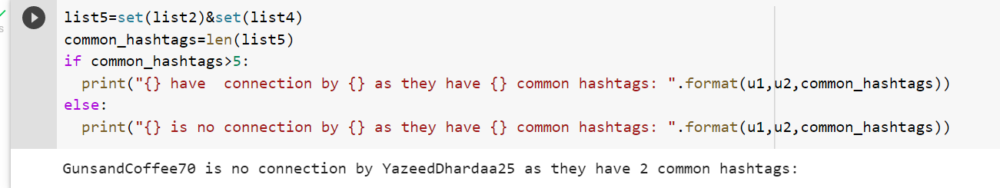 list5=set(list2)&set(list4)
common_hashtags=len(list5)
if common_hashtags>5:
  print("{} have  connection by {} as they have {} common hashtags: ".format(u1,u2,common_hashtags))
else:
  print("{} is no connection by {} as they have {} common hashtags: ".format(u1,u2,common_hashtags))
GunsandCoffee70 is no connection by YazeedDhardaa25 as they have 2 common hashtags: